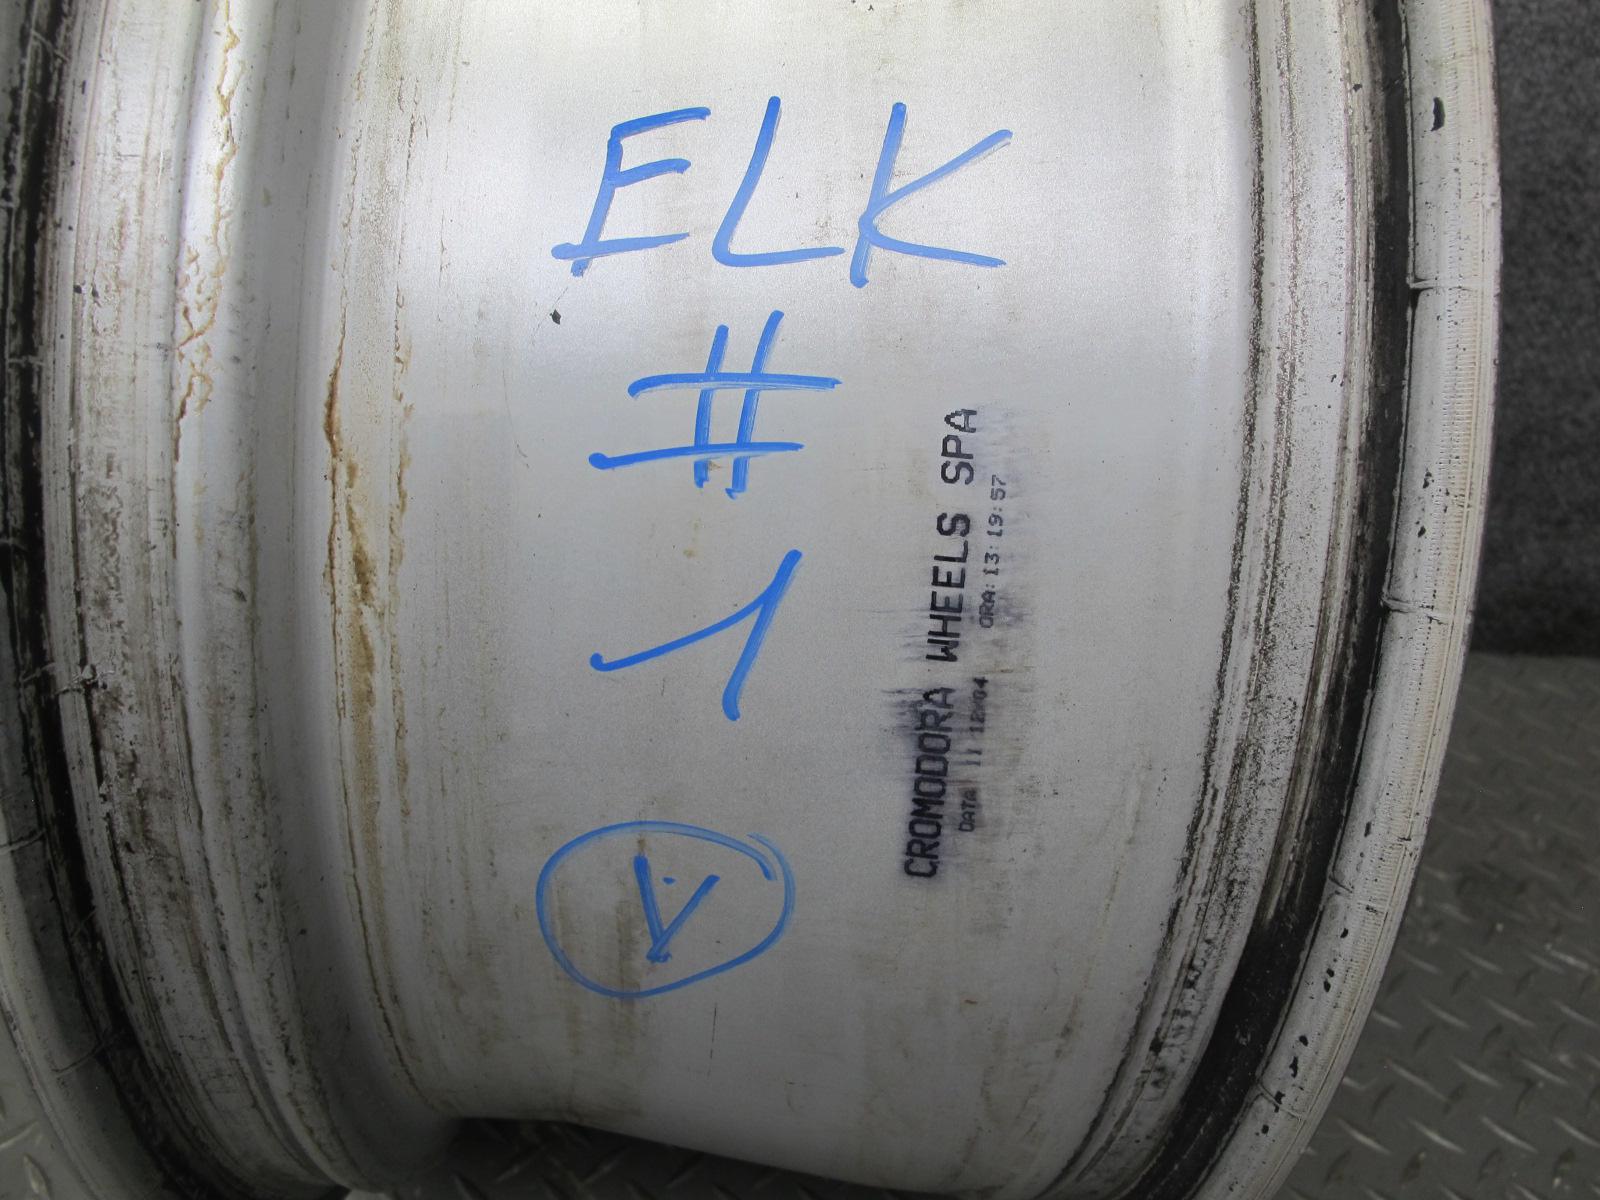 ELK
#
1
V
CROMODORA WHEELS SPA
DATA 11 12/04 ORA: 13:19:57